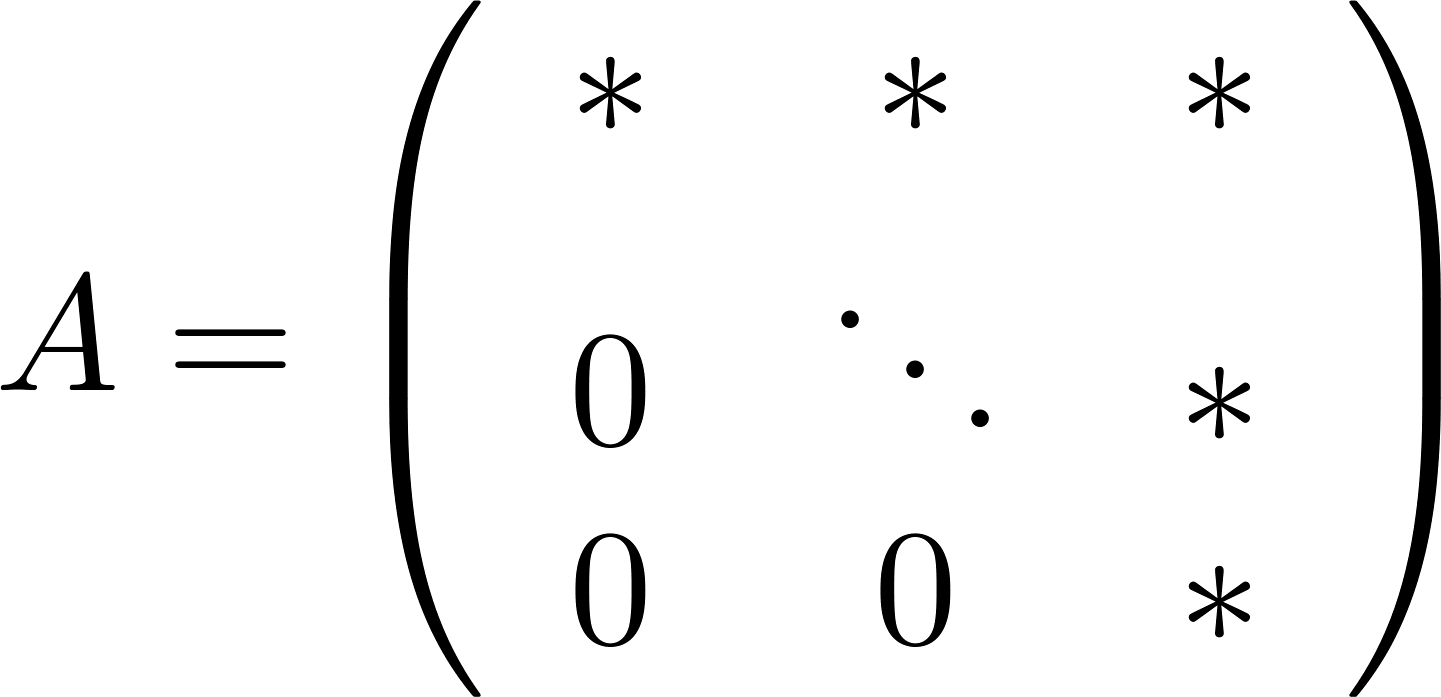 * * *
A = ( 0 ⋱ * )
0 0 *